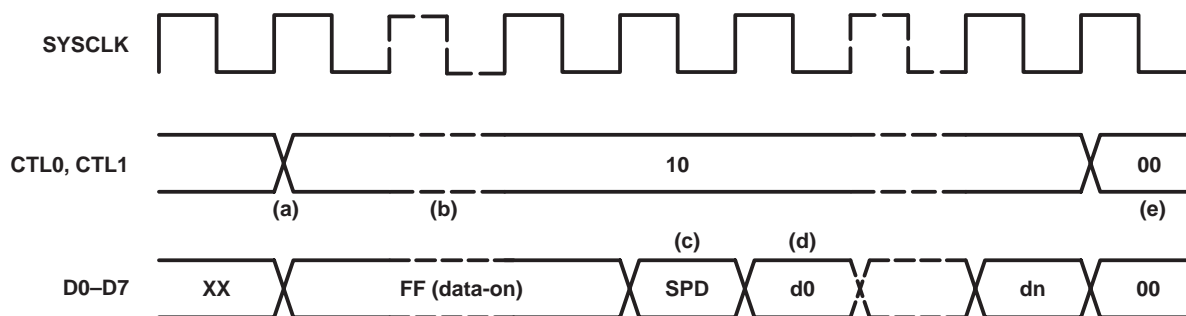 SYSCLK
CTL0, CTL1
10
00
(a)
(b)
(e)
(c)
(d)
D0–D7
XX
FF (data-on)
SPD
d0
dn
00